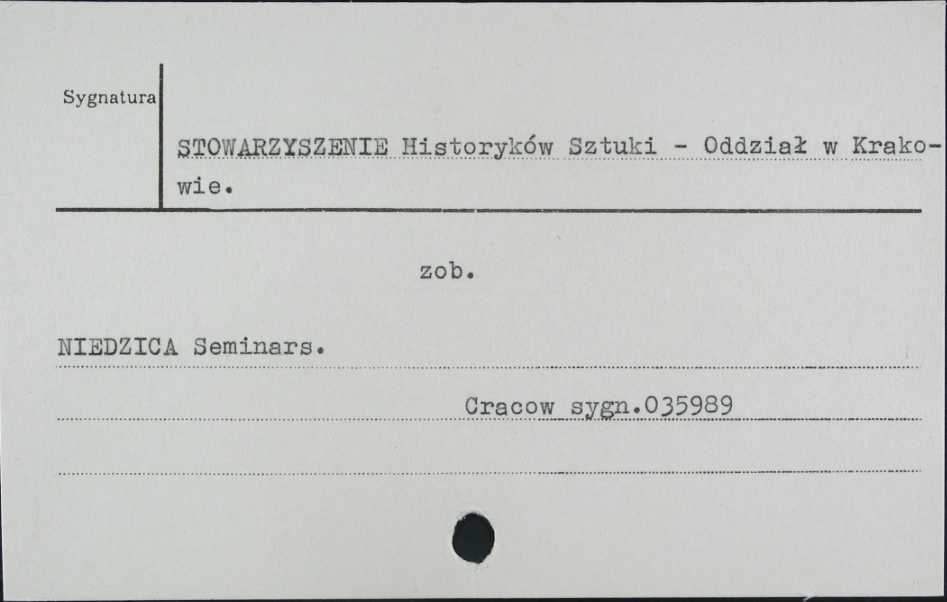 Sygnatura
STOWARZYSZENIE Historyków Sztuki - Oddział w Krako-
wie.
zob.
NIEDZICA Seminars.
Cracow sygn.035989